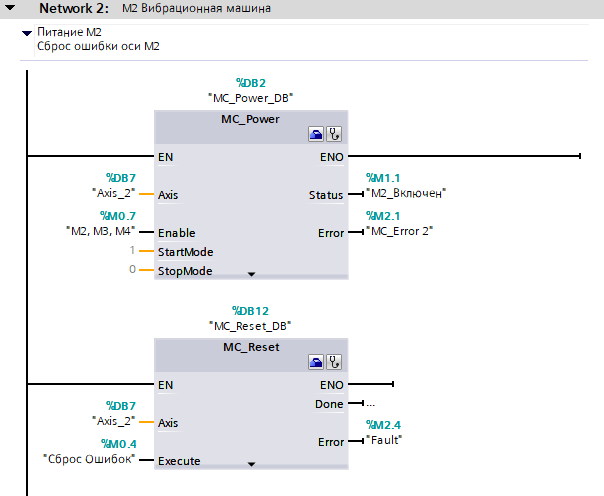 Network 2: M2 Вибрационная машина
Питание M2
Сброс ошибки оси M2
%DB2
"MC_Power_DB"
MC_Power
EN ENO
%DB7 %M1.1
"Axis_2" Axis Status "M2_Включен"
%M0.7 %M2.1
"M2, M3, M4" Enable Error "MC_Error 2"
1 StartMode
0 StopMode
%DB12
"MC_Reset_DB"
MC_Reset
EN ENO
Done ...
%DB7
"Axis_2" Axis
%M2.4
Error "Fault"
%M0.4
"Сброс Ошибок" Execute